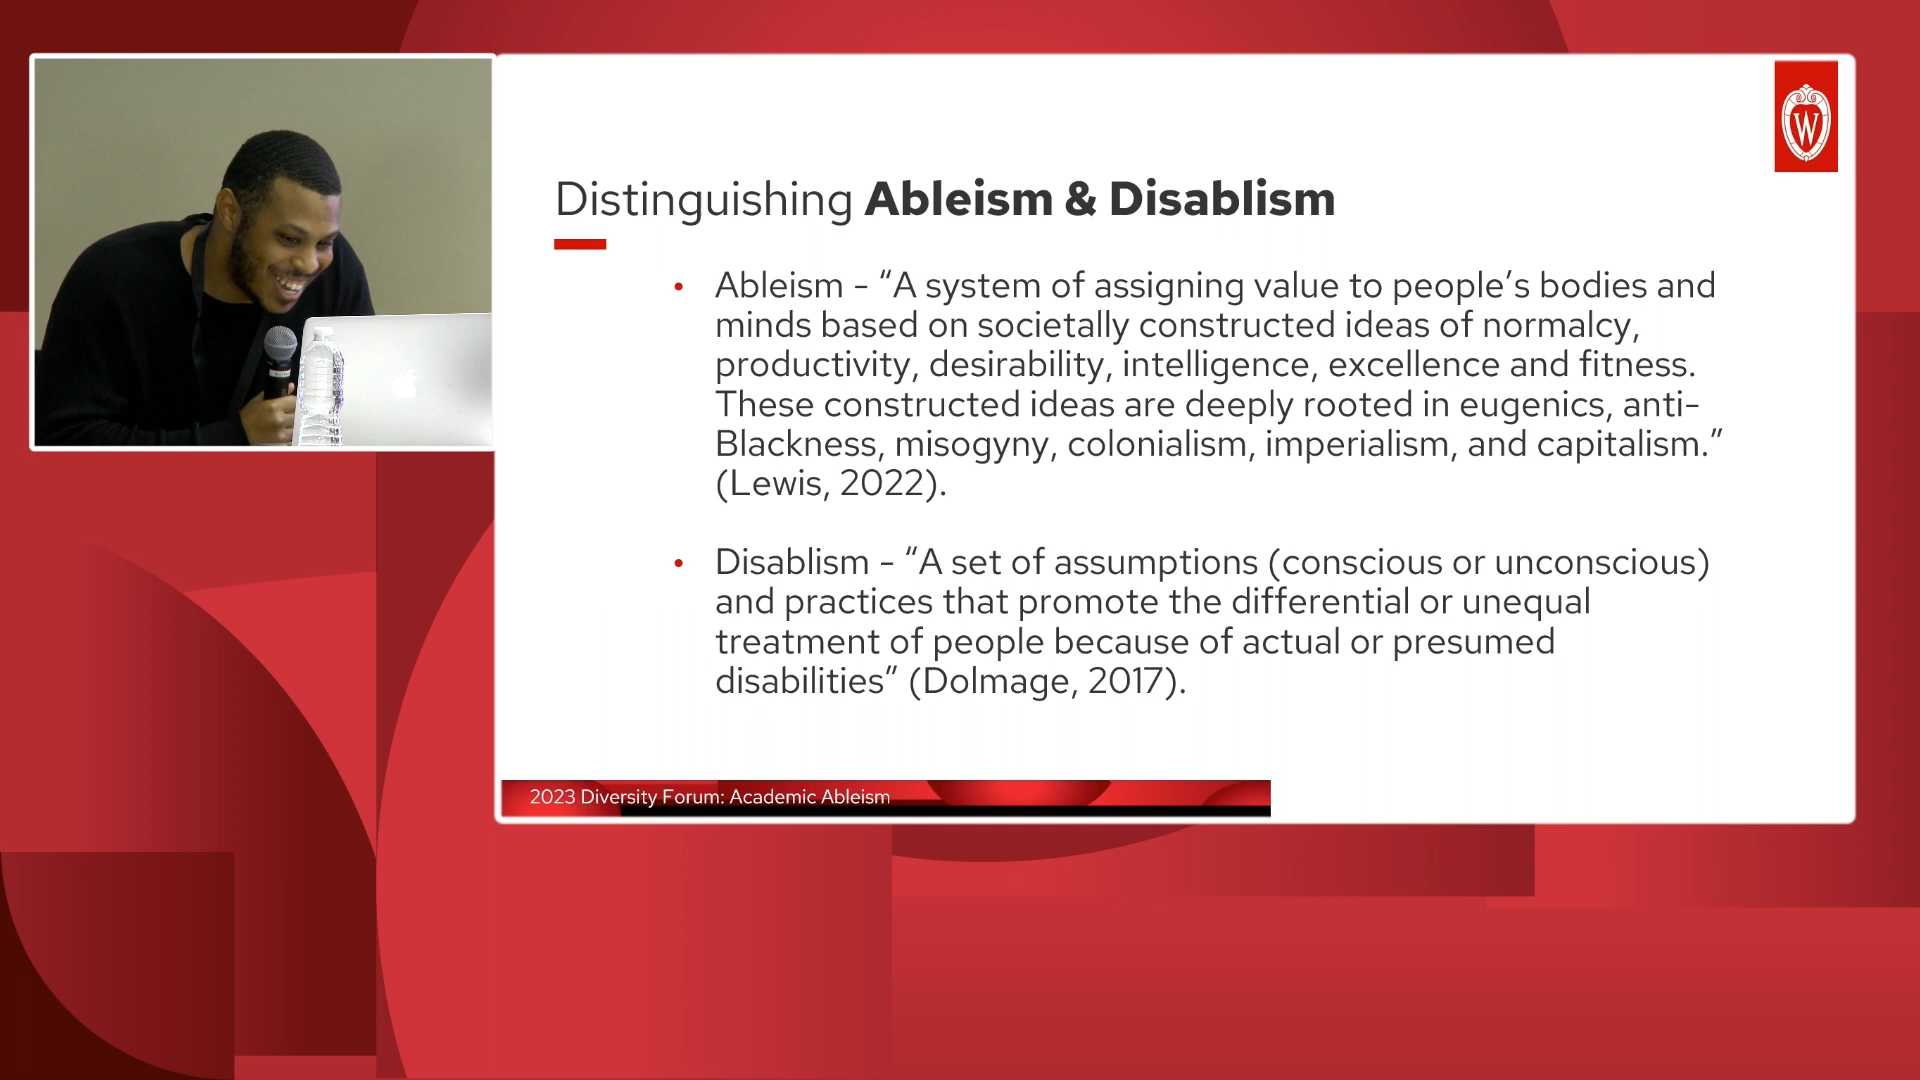 W
Distinguishing Ableism & Disablism
• Ableism - “A system of assigning value to people’s bodies and
minds based on societally constructed ideas of normalcy,
productivity, desirability, intelligence, excellence and fitness.
These constructed ideas are deeply rooted in eugenics, anti-
Blackness, misogyny, colonialism, imperialism, and capitalism.”
(Lewis, 2022).
• Disablism - “A set of assumptions (conscious or unconscious)
and practices that promote the differential or unequal
treatment of people because of actual or presumed
disabilities” (Dolmage, 2017).
2023 Diversity Forum: Academic Ableism